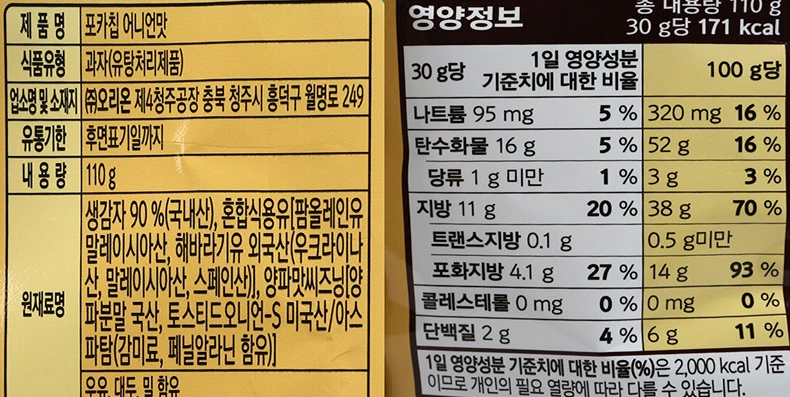 제 품 명 포카칩 어니언맛
식품유형 과자(유탕처리제품)
업소명 및 소재지 ㈜오리온 제4청주공장 충북 청주시 흥덕구 월명로 249
유통기한 후면표기일까지
내 용 량 110 g
원재료명
생감자 90 %(국내산), 혼합식용유[팜올레인유
말레이시아산, 해바라기유 외국산(우크라이나
산, 말레이시아산, 스페인산)], 양파맛씨즈닝[양
파분말 국산, 토스티드오니언-S 미국산/아스
파탐(감미료, 페닐알라닌 함유)]
우유, 대두, 밀 함유
영양정보
총 내용량 110 g
30 g당 171 kcal
30 g당 1일 영양성분 기준치에 대한 비율 100 g당
나트륨 95 mg 5 % 320 mg 16 %
탄수화물 16 g 5 % 52 g 16 %
당류 1 g 미만 1 % 3 g 3 %
지방 11 g 20 % 38 g 70 %
트랜스지방 0.1 g 0.5 g미만
포화지방 4.1 g 27 % 14 g 93 %
콜레스테롤 0 mg 0 % 0 mg 0 %
단백질 2 g 4 % 6 g 11 %
1일 영양성분 기준치에 대한 비율(%)은 2,000 kcal 기준
이므로 개인의 필요 열량에 따라 다를 수 있습니다.